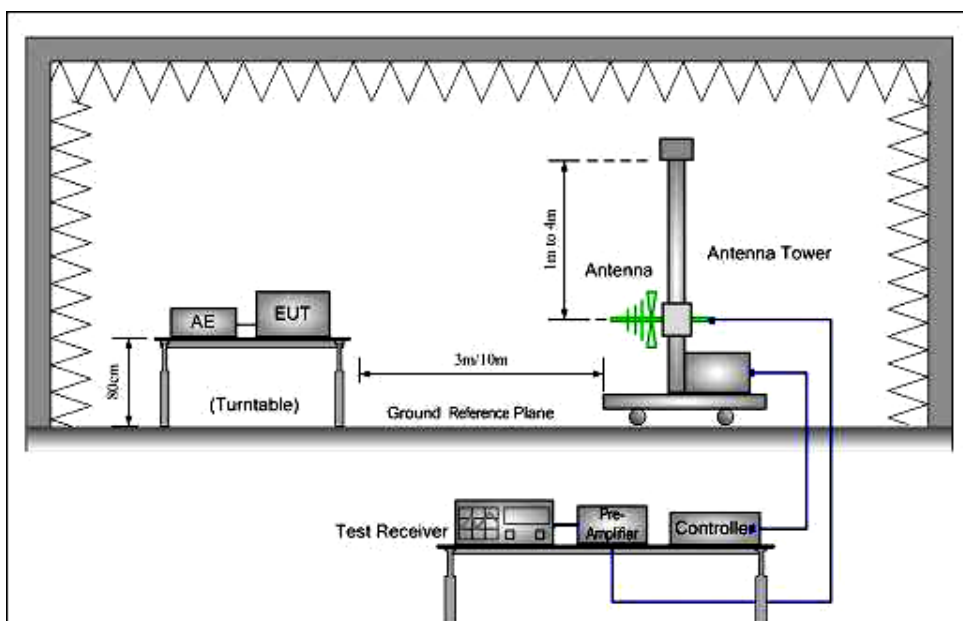 1m to 4m
Antenna
Antenna Tower
AE
EUT
80cm
(Turntable)
3m/10m
Ground Reference Plane
Test Receiver
Pre-
Amplifier
Controller